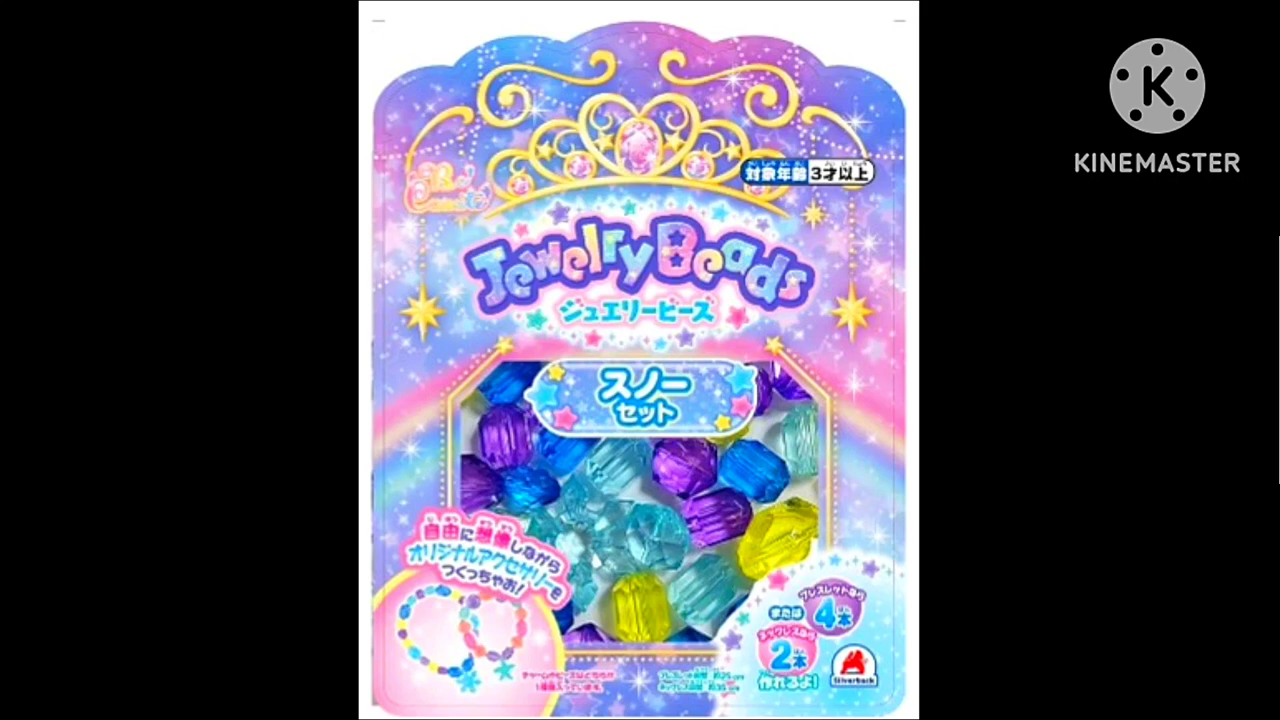 KINEMASTER
対象年齢 3才以上
Jewelry Beads
ジュエリービーズ
スノー
セット
自由に想像しながら
オリジナルアクセサリーを
つくっちゃお!
ブレスレットなら
4本
または
ネックレスなら
2本
作れるよ!
Silverback